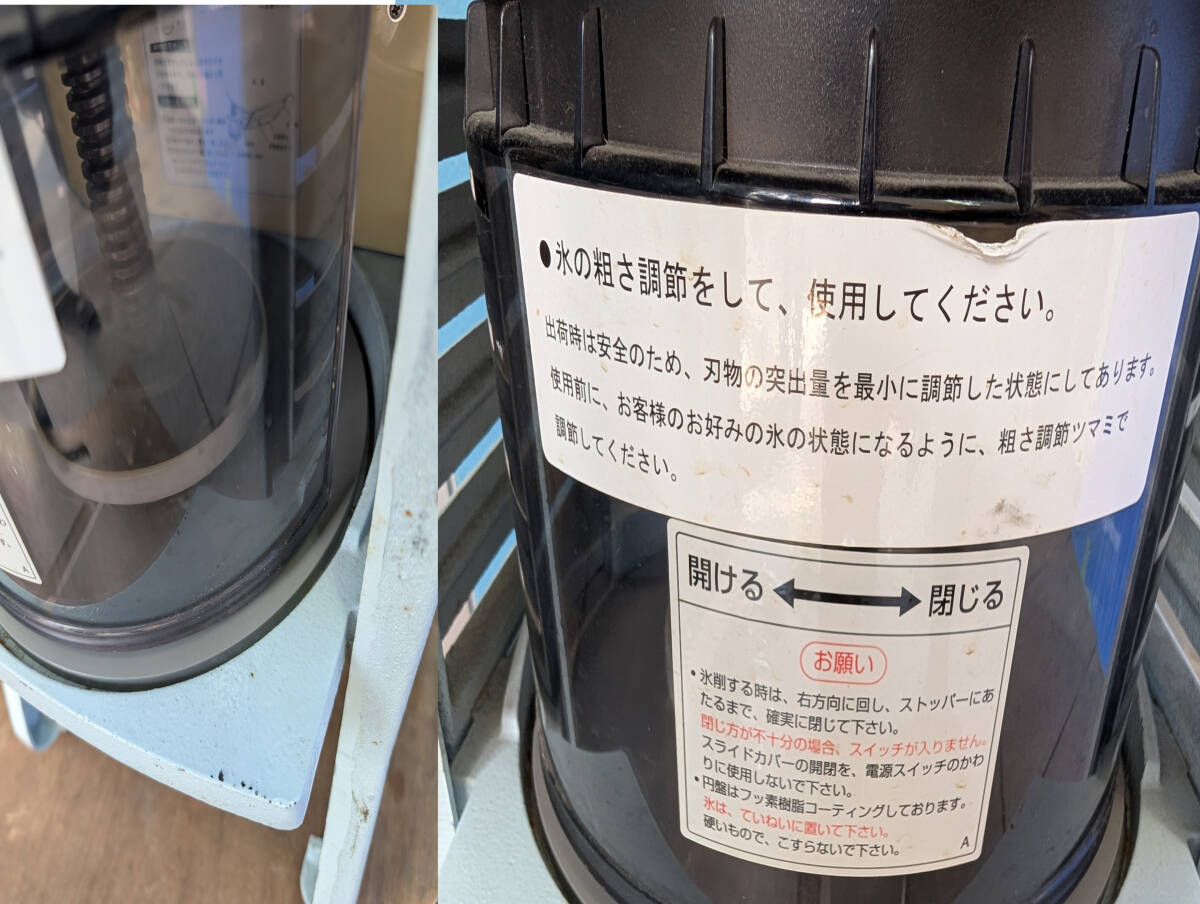 ●氷の粗さ調節をして、使用してください。
出荷時は安全のため、刃物の突出量を最小に調節した状態にしてあります。
使用前に、お客様のお好みの氷の状態になるように、粗さ調節ツマミで
調節してください。
開ける 閉じる
お願い
・氷削する時は、右方向に回し、ストッパーにあ
たるまで、確実に閉じて下さい。
閉じ方が不十分の場合、スイッチが入りません。
スライドカバーの開閉を、電源スイッチのかわ
りに使用しないで下さい。
・円盤はフッ素樹脂コーティングしております。
氷は、ていねいに置いて下さい。
硬いもので、こすらないで下さい。
A
A